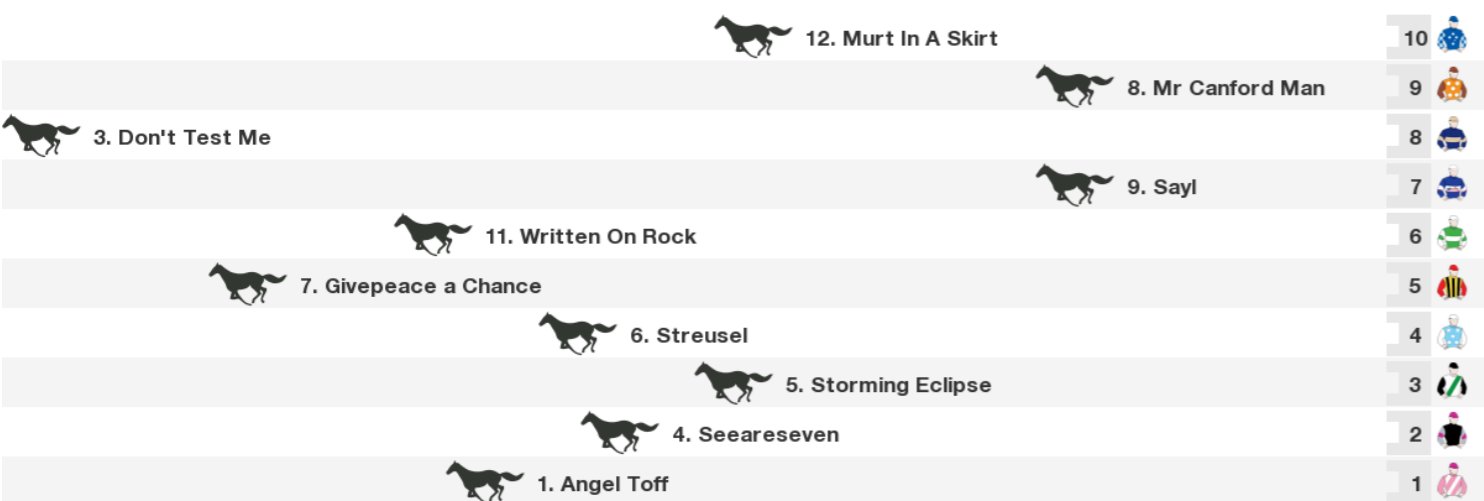 12. Murt In A Skirt 10
8. Mr Canford Man 9
3. Don't Test Me 8
9. Sayl 7
11. Written On Rock 6
7. Givepeace a Chance 5
6. Streusel 4
5. Storming Eclipse 3
4. Seeareseven 2
1. Angel Toff 1